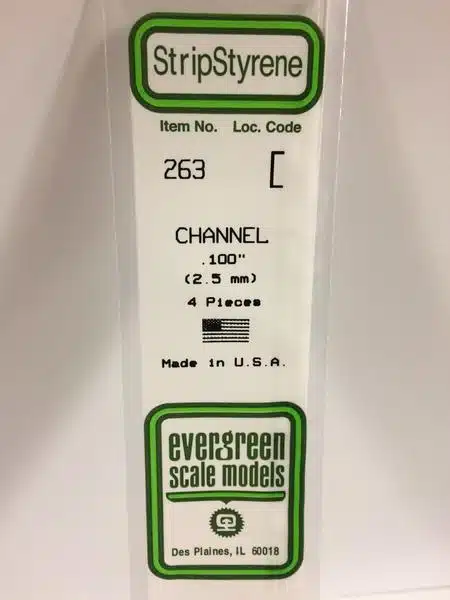 StripStyrene
Item No. Loc. Code
263 [
CHANNEL
.100"
(2.5 mm)
4 Pieces
Made in U.S.A.
evergreen
scale models
Des Plaines, IL 60018